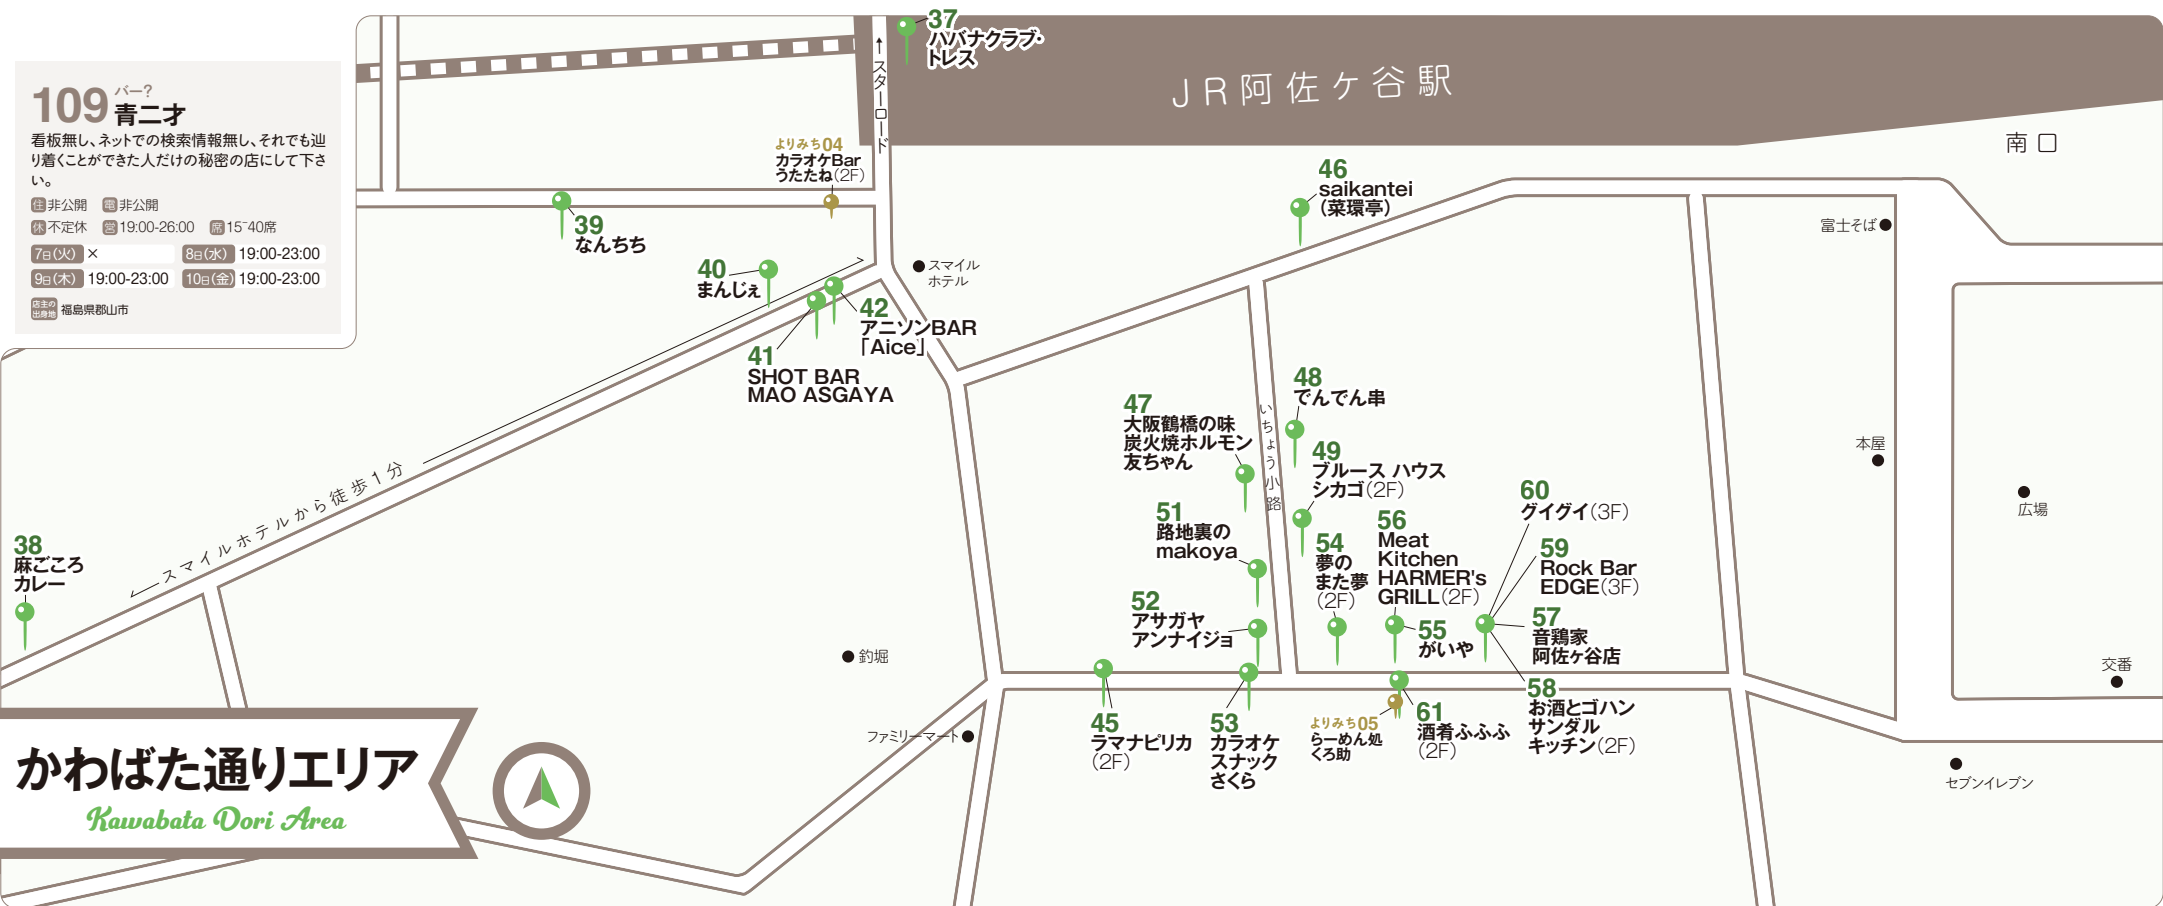 109
バー?
青二才
看板無し、ネットでの検索情報無し、それでも辿
り着くことができた人だけの秘密の店にして下さ
い。
住 非公開 電 非公開
休 不定休 営 19:00-26:00 席 15~40席
7日(火) × 8日(水) 19:00-23:00
9日(木) 19:00-23:00 10日(金) 19:00-23:00
店主の
出身地 福島県郡山市
37
ハバナクラブ・
トレス
↑スターロード
JR阿佐ケ谷駅
南口
よりみち04
カラオケBar
うたたね(2F)
39
なんちち
40
まんじぇ
スマイル
ホテル
42
アニソンBAR
「Aice」
41
SHOT BAR
MAO ASGAYA
スマイルホテルから徒歩1分
38
麻ごころ
カレー
46
saikantei
(菜環亭)
富士そば
48
でんでん串
47
大阪鶴橋の味
炭火焼ホルモン
友ちゃん
いちょう小路
49
ブルース ハウス
シカゴ(2F)
本屋
広場
51
路地裏の
makoya
54
夢の
また夢
(2F)
56
Meat
Kitchen
HARMER's
GRILL(2F)
60
グイグイ(3F)
59
Rock Bar
EDGE(3F)
52
アサガヤ
アンナイジョ
55
がいや
57
音鶏家
阿佐ヶ谷店
釣堀
交番
58
お酒とゴハン
サンダル
キッチン(2F)
45
ラマナピリカ
(2F)
53
カラオケ
スナック
さくら
よりみち05
らーめん処
くろ助
61
酒肴ふふふ
(2F)
ファミリーマート
セブンイレブン
かわばた通りエリア
Kawabata Dori Area